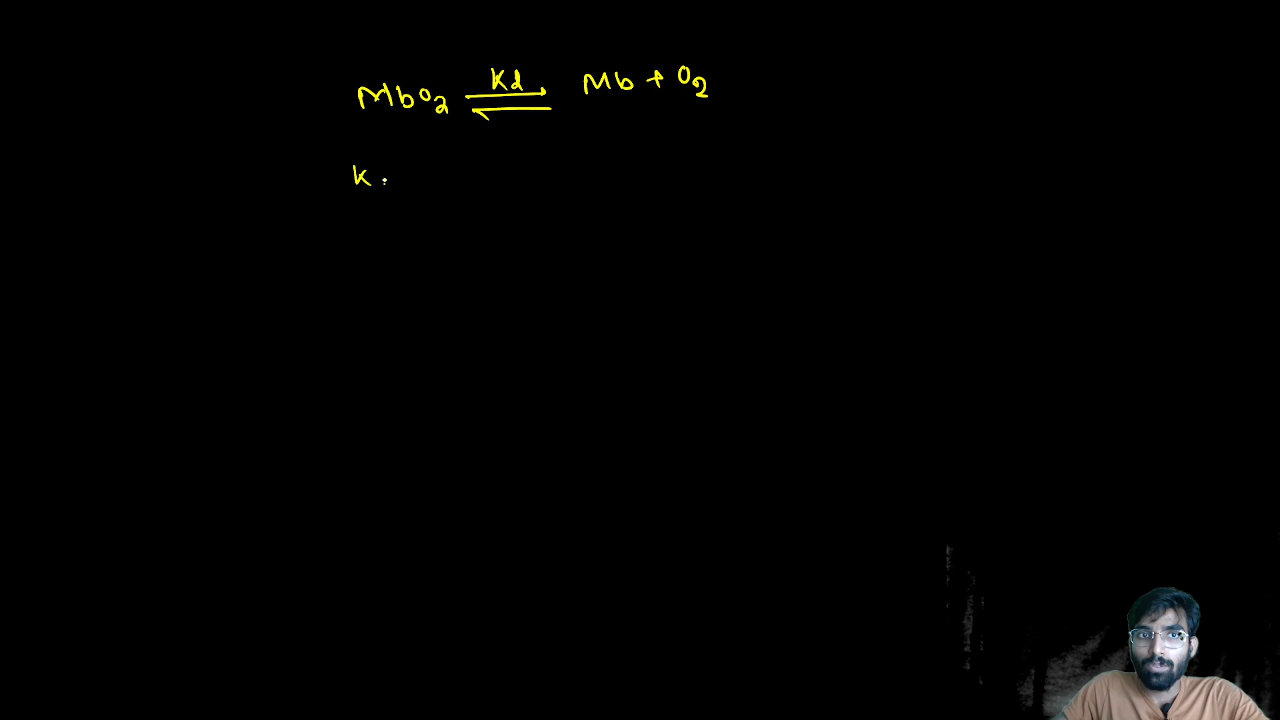 MbO₂ ⇌ Kd Mb + O₂
K